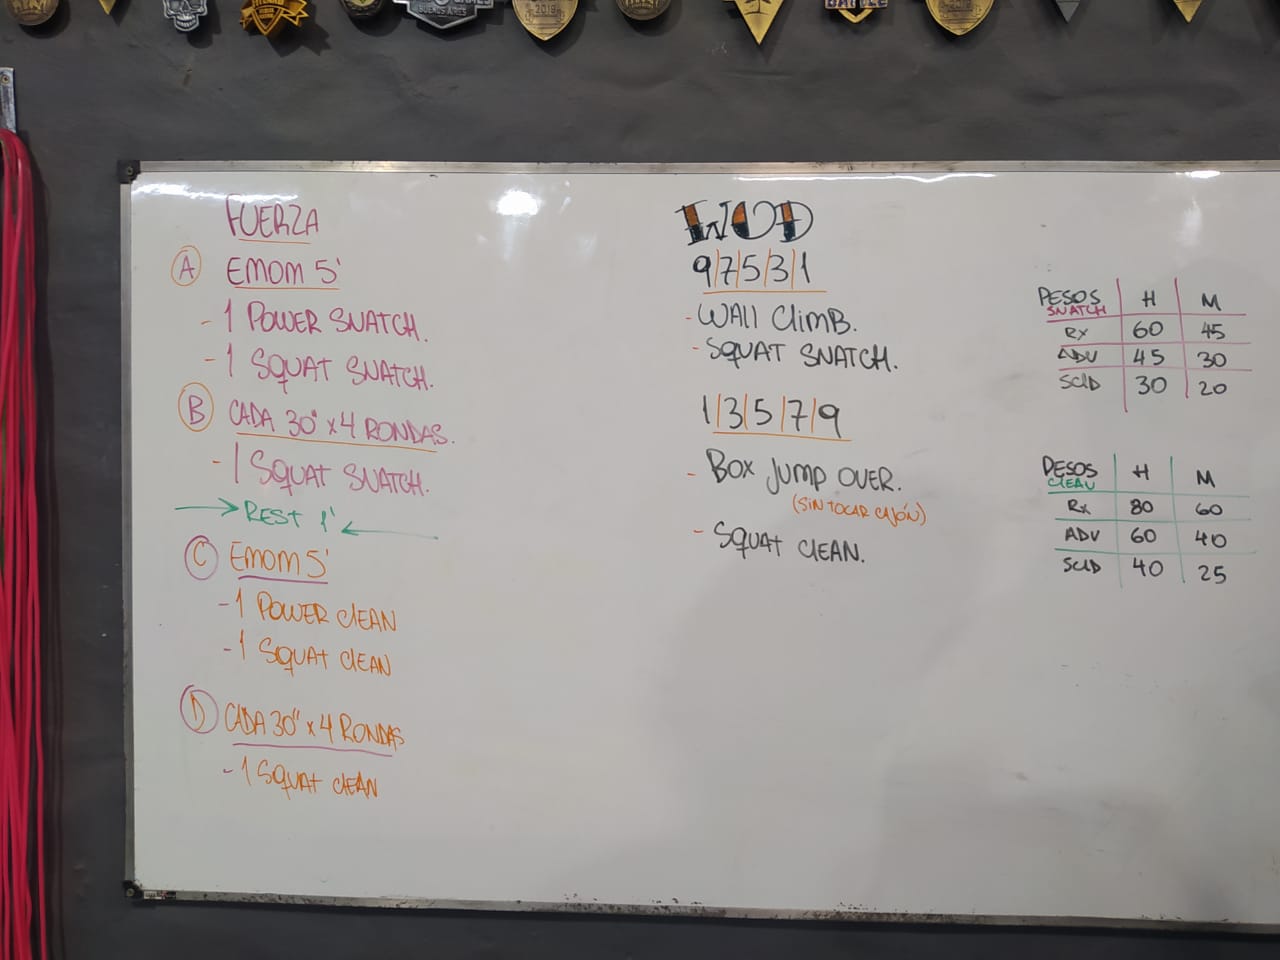 FUERZA
A EMOM 5'
- 1 POWER SNATCH.
- 1 SQUAT SNATCH.
B CADA 30" x 4 RONDAS.
- 1 SQUAT SNATCH.
REST 1'
C EMOM 5'
- 1 POWER CLEAN
- 1 SQUAT CLEAN
D CADA 30" x 4 RONDAS
- 1 SQUAT CLEAN
WOD
9/7/5/3/1
- WALL CLIMB.
- SQUAT SNATCH.
1/3/5/7/9
- BOX JUMP OVER.
(SIN TOCAR CAJÓN)
- SQUAT CLEAN.
PESOS SNATCH H M
RX 60 45
ADV 45 30
SCLD 30 20
PESOS CLEAN H M
RX 80 60
ADV 60 40
SCLD 40 25
BUENOS AIRES
2019